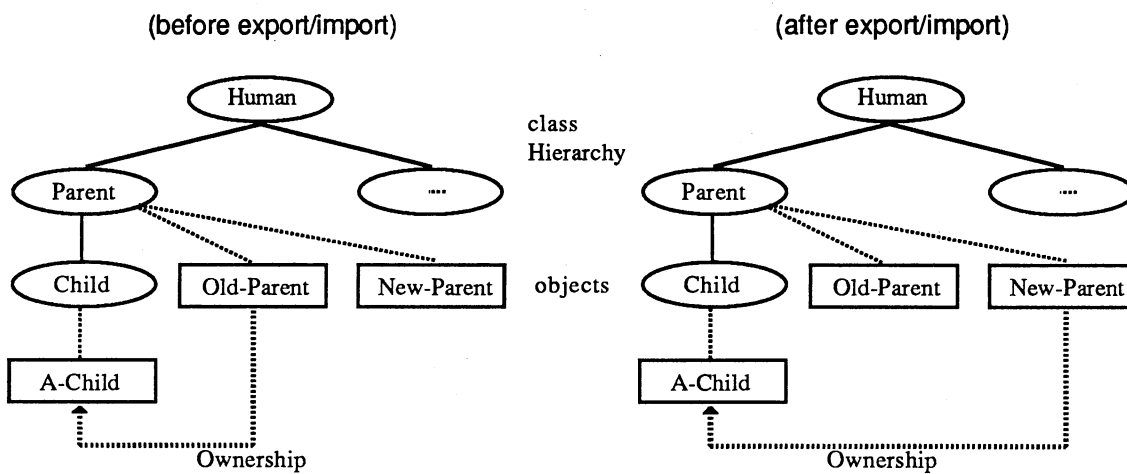 (before export/import)
(after export/import)
Human
Human
class
Hierarchy
Parent
....
Parent
....
Child
Old-Parent
New-Parent
objects
Child
Old-Parent
New-Parent
A-Child
A-Child
Ownership
Ownership